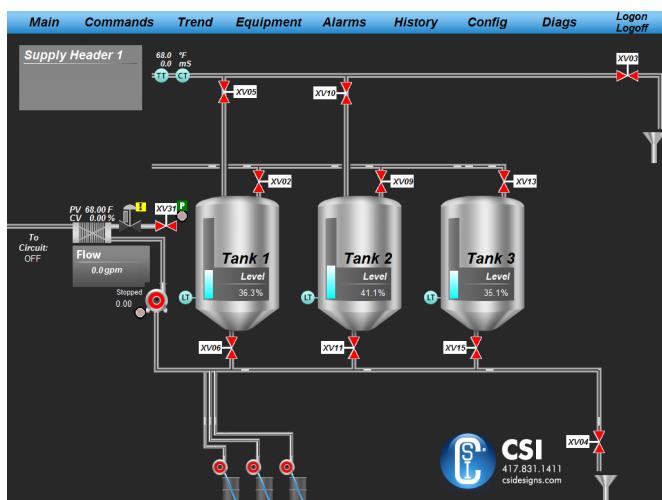 Main Commands Trend Equipment Alarms History Config Diags Logon
Logoff
Supply Header 1
68.0 °F
0.0 mS
TT CT
XV03
XV05
XV10
XV02
XV09
XV13
PV 68.00 F
CV 0.00 %
!
XV31
P
To
Circuit:
OFF
Flow
0.0 gpm
Stopped
0.00
Tank 1
Level
36.3%
LT
Tank 2
Level
41.1%
LT
Tank 3
Level
35.1%
LT
XV06
XV11
XV15
XV04
CSI
CSI
417.831.1411
csidesigns.com